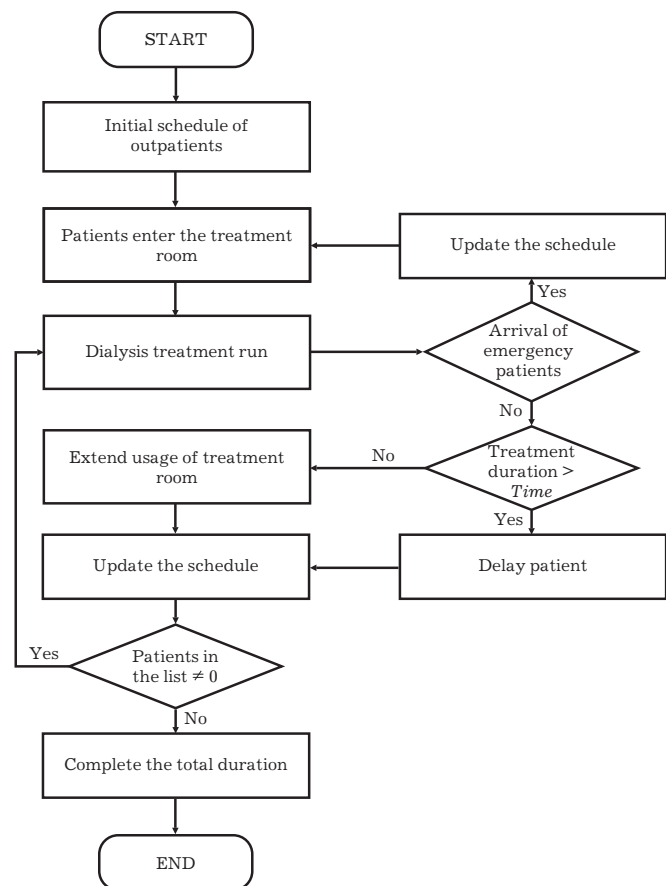 START
Initial schedule of
outpatients
Patients enter the treatment
room
Update the schedule
Yes
Dialysis treatment run
Arrival of
emergency
patients
No
Extend usage of treatment
room
No
Treatment
duration >
Time
Yes
Update the schedule
Delay patient
Yes
Patients in
the list ≠ 0
No
Complete the total duration
END